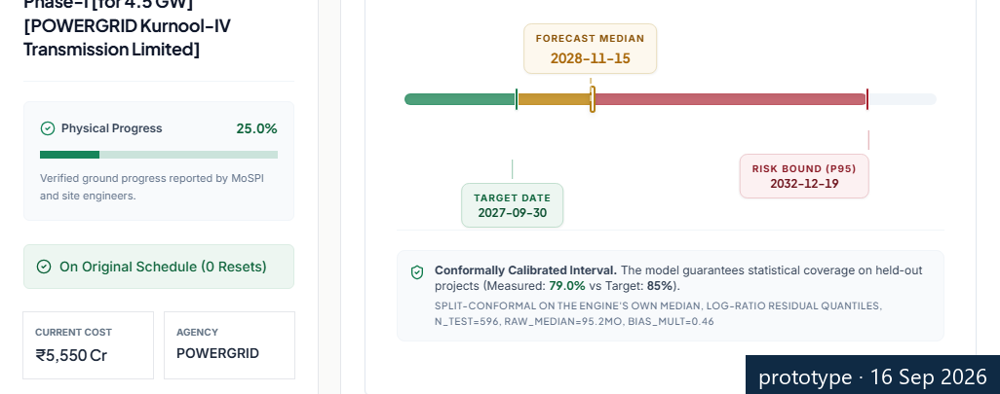 Phase-I [for 4.5 GW]
[POWERGRID Kurnool-IV
Transmission Limited]
Physical Progress 25.0%
Verified ground progress reported by MoSPI
and site engineers.
On Original Schedule (0 Resets)
CURRENT COST
₹5,550 Cr
AGENCY
POWERGRID
FORECAST MEDIAN
2028-11-15
RISK BOUND (P95)
2032-12-19
TARGET DATE
2027-09-30
Conformally Calibrated Interval. The model guarantees statistical coverage on held-out
projects (Measured: 79.0% vs Target: 85%).
SPLIT-CONFORMAL ON THE ENGINE'S OWN MEDIAN, LOG-RATIO RESIDUAL QUANTILES,
N_TEST=596, RAW_MEDIAN=95.2MO, BIAS_MULT=0.46
prototype · 16 Sep 2026